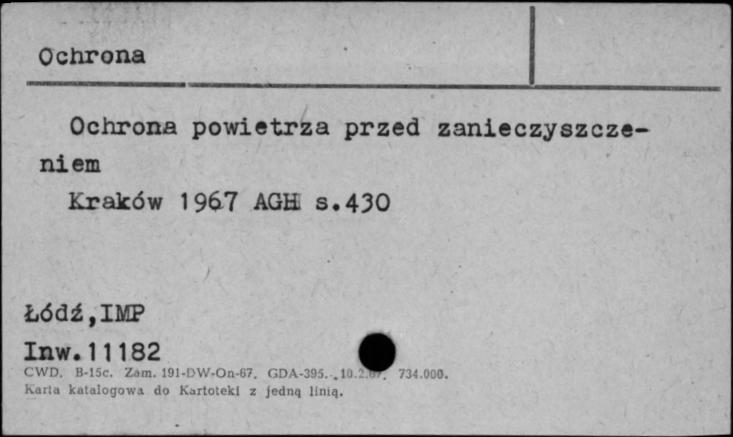 Ochrona
Ochrona powietrza przed zanieczyszcze-
niem
Kraków 1967 AGH s.430
Łódź,IMP
Inw.11182
CWD. B-15c. Zam. 191-DW-On-67. GDA-395. 734.000.
Karta katalogowa do Kartoteki z jedną linią.